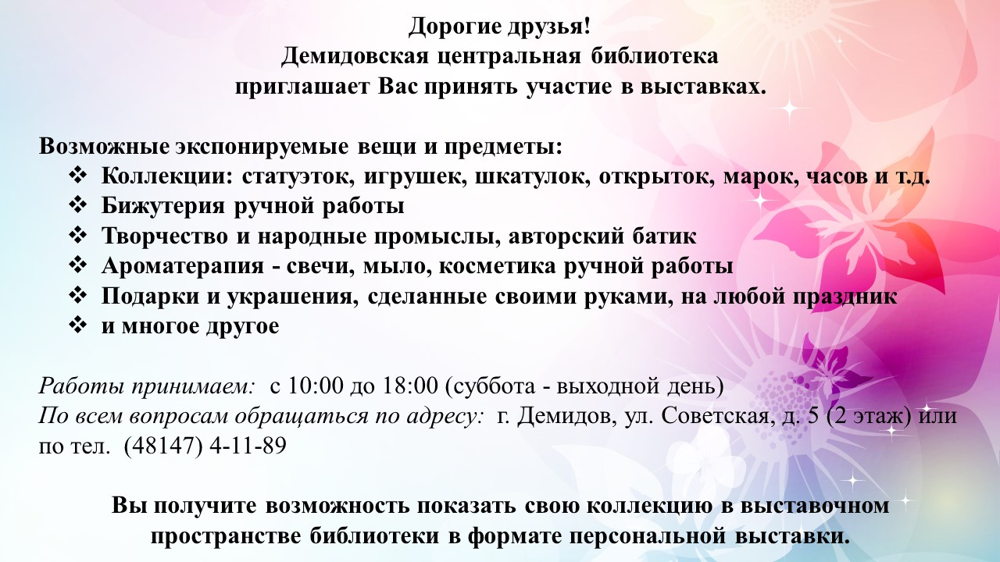 Дорогие друзья!
Демидовская центральная библиотека
приглашает Вас принять участие в выставках.
Возможные экспонируемые вещи и предметы:
❖ Коллекции: статуэток, игрушек, шкатулок, открыток, марок, часов и т.д.
❖ Бижутерия ручной работы
❖ Творчество и народные промыслы, авторский батик
❖ Ароматерапия - свечи, мыло, косметика ручной работы
❖ Подарки и украшения, сделанные своими руками, на любой праздник
❖ и многое другое
Работы принимаем: с 10:00 до 18:00 (суббота - выходной день)
По всем вопросам обращаться по адресу: г. Демидов, ул. Советская, д. 5 (2 этаж) или
по тел. (48147) 4-11-89
Вы получите возможность показать свою коллекцию в выставочном
пространстве библиотеки в формате персональной выставки.